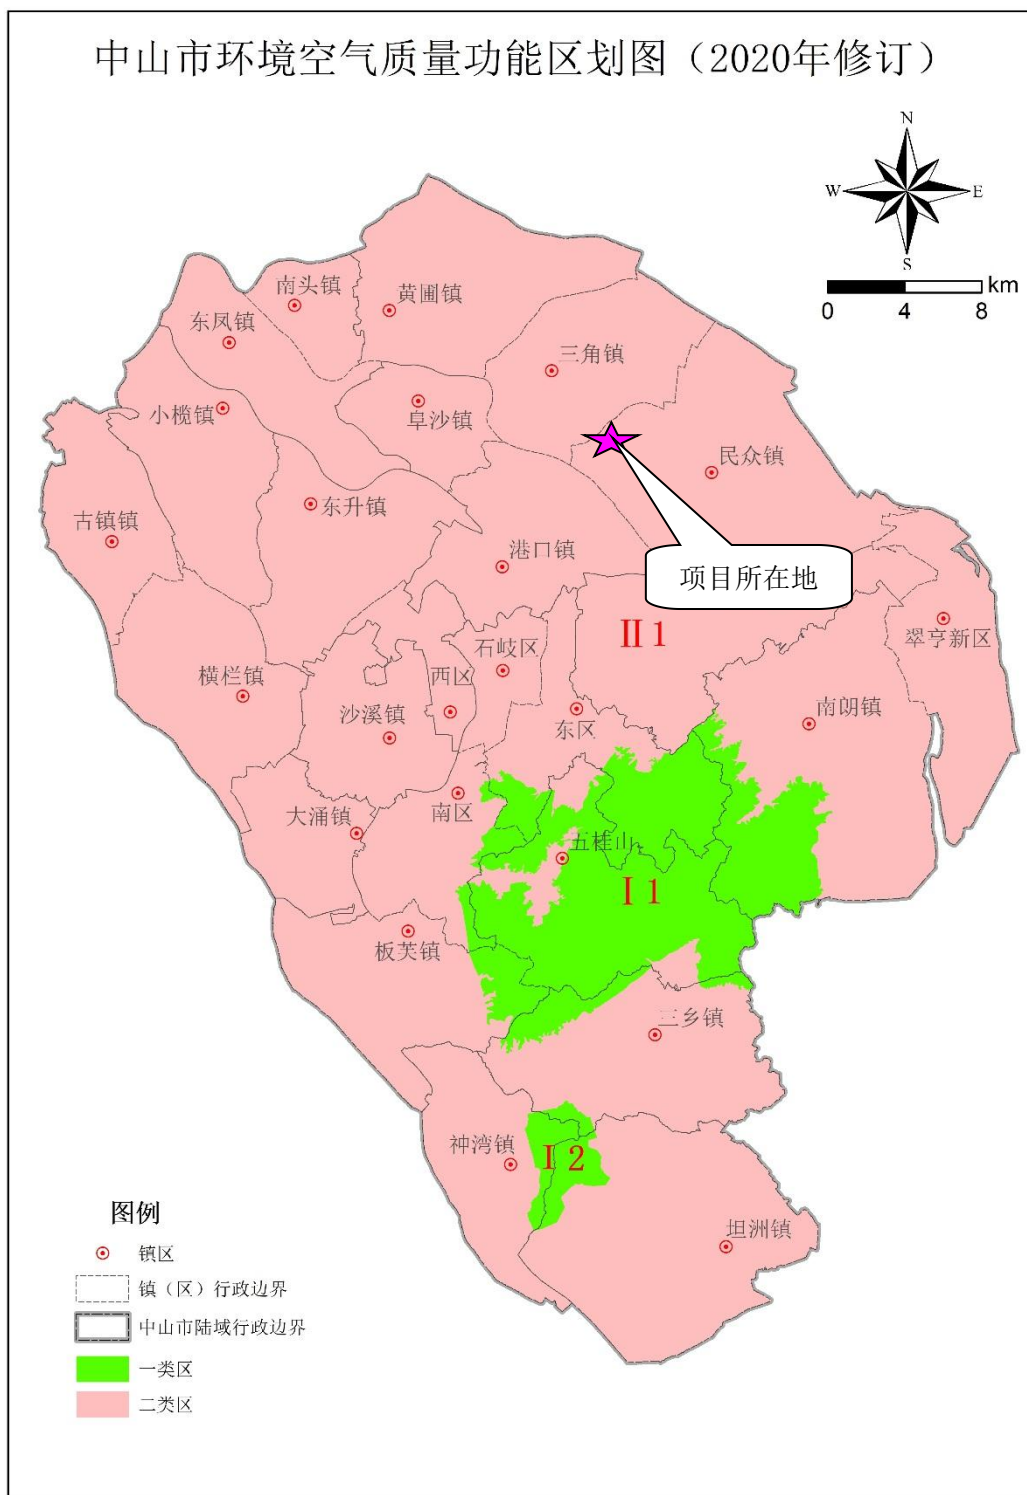 中山市环境空气质量功能区划图（2020年修订）
N
W
E
S
km
0
4
8
南头镇
黄圃镇
东凤镇
三角镇
小榄镇
阜沙镇
民众镇
东升镇
古镇镇
港口镇
项目所在地
翠亨新区
II 1
石岐区
横栏镇
西区
沙溪镇
东区
南朗镇
大涌镇
南区
五桂山
I 1
板芙镇
三乡镇
神湾镇
I 2
坦洲镇
图例
镇区
镇（区）行政边界
中山市陆域行政边界
一类区
二类区